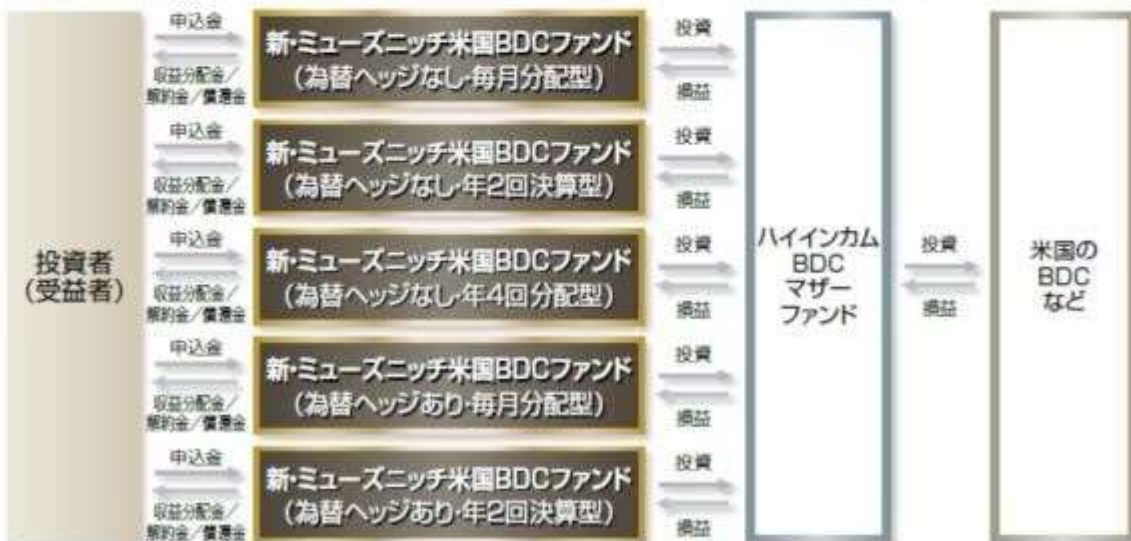 投資者
(受益者)
申込金
収益分配金/
解約金/償還金
新・ミューズニッチ米国BDCファンド
(為替ヘッジなし・毎月分配型)
投資
損益
申込金
収益分配金/
解約金/償還金
新・ミューズニッチ米国BDCファンド
(為替ヘッジなし・年2回決算型)
投資
損益
申込金
収益分配金/
解約金/償還金
新・ミューズニッチ米国BDCファンド
(為替ヘッジなし・年4回分配型)
投資
損益
申込金
収益分配金/
解約金/償還金
新・ミューズニッチ米国BDCファンド
(為替ヘッジあり・毎月分配型)
投資
損益
申込金
収益分配金/
解約金/償還金
新・ミューズニッチ米国BDCファンド
(為替ヘッジあり・年2回決算型)
投資
損益
ハイインカム
BDC
マザー
ファンド
投資
損益
米国の
BDC
など